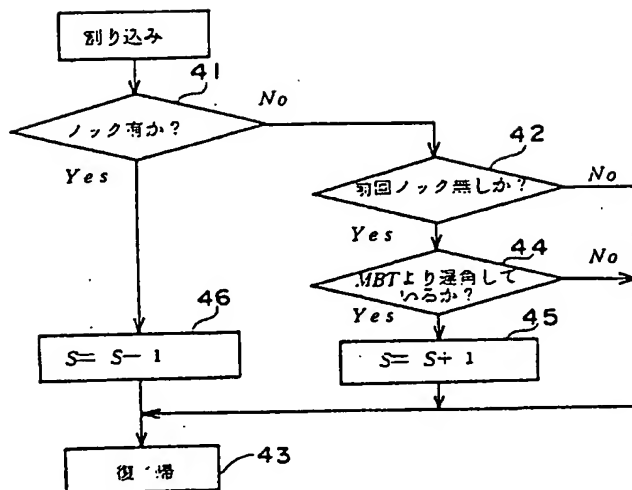 割り込み
41
ノック有か?
No
Yes
42
前回ノック無しか?
No
Yes
44
MBTより遅角して
いるか?
No
Yes
46
S= S- 1
45
S= S+ 1
復帰
43